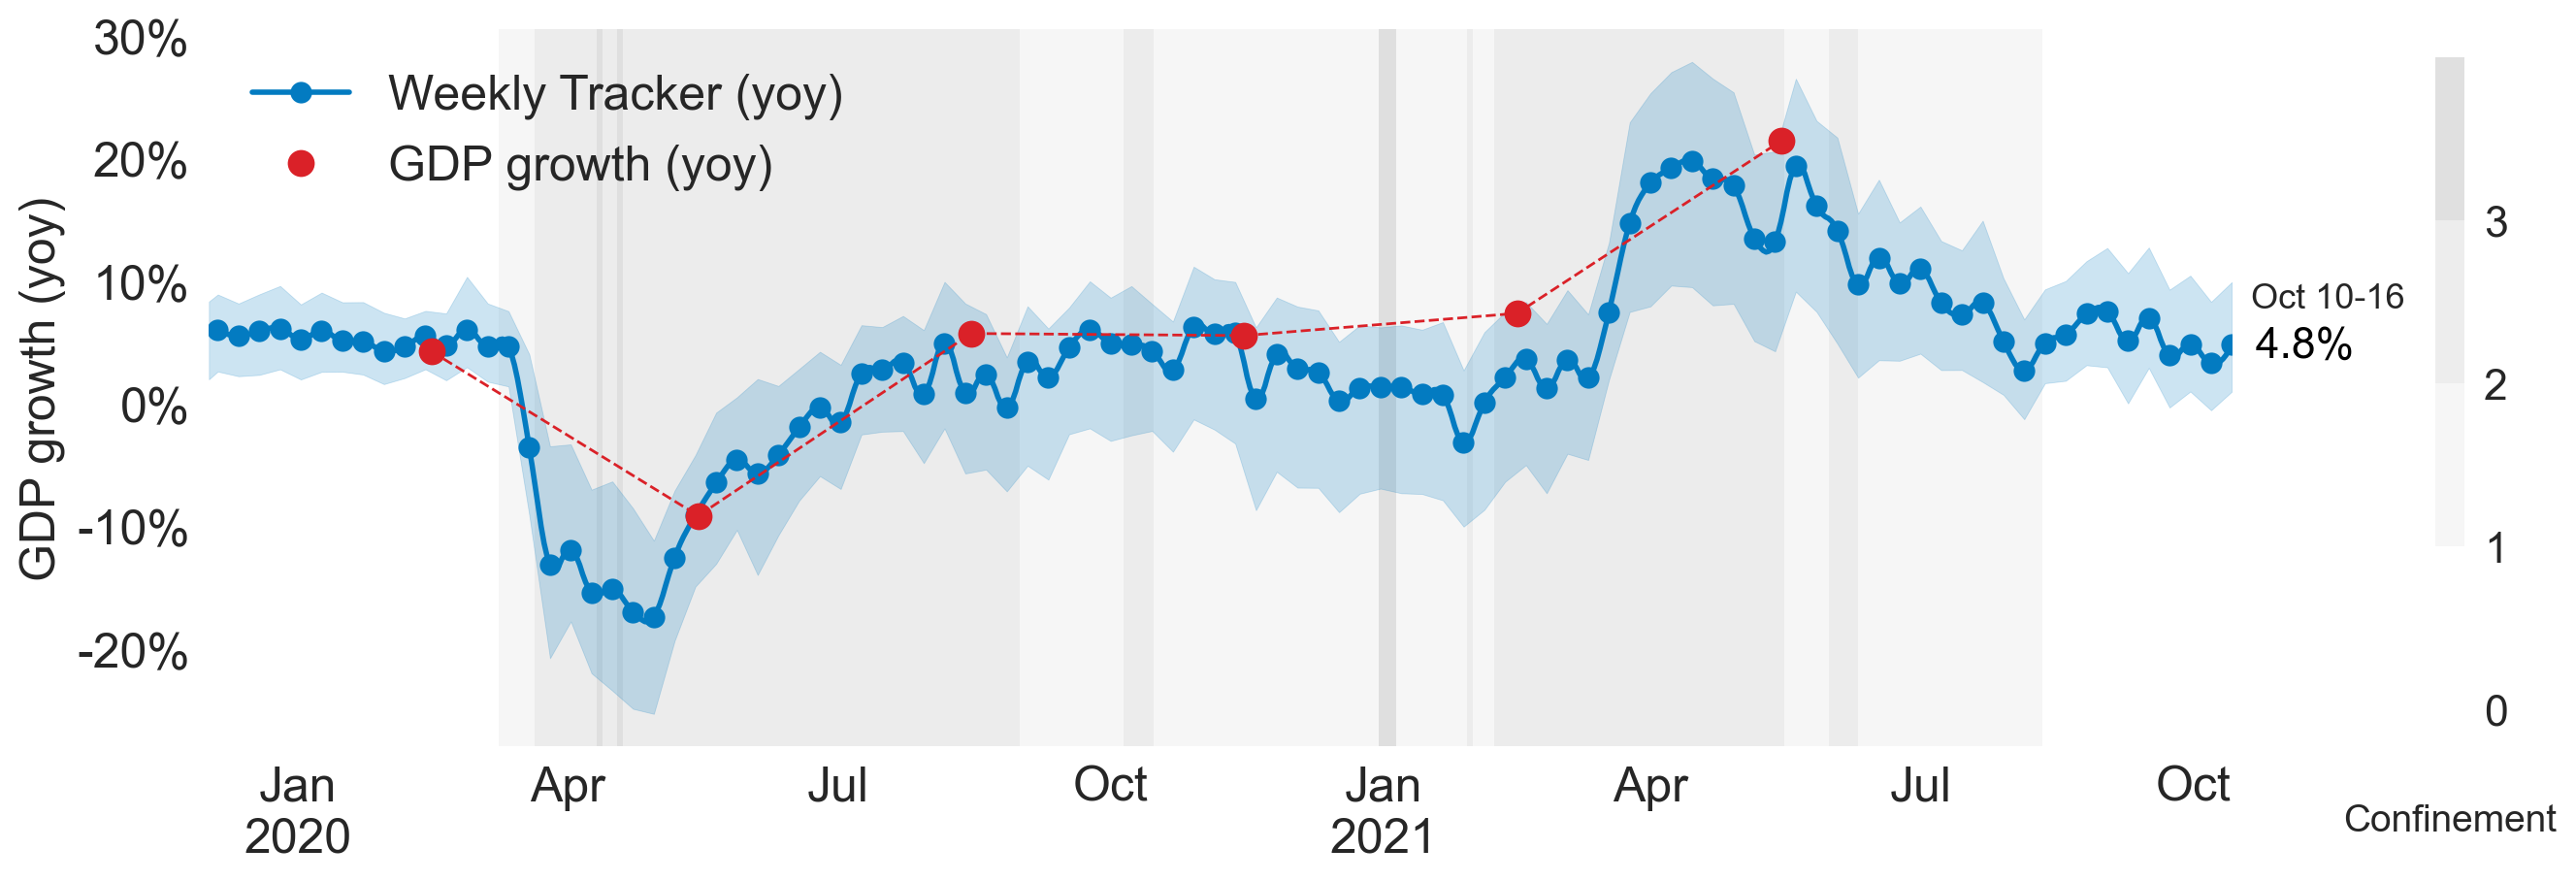 30%
20%
10%
0%
-10%
-20%
GDP growth (yoy)
Weekly Tracker (yoy)
GDP growth (yoy)
Oct 10-16
4.8%
3
2
1
0
Jan Apr Jul Oct Jan Apr Jul Oct
2020 2021
Confinement